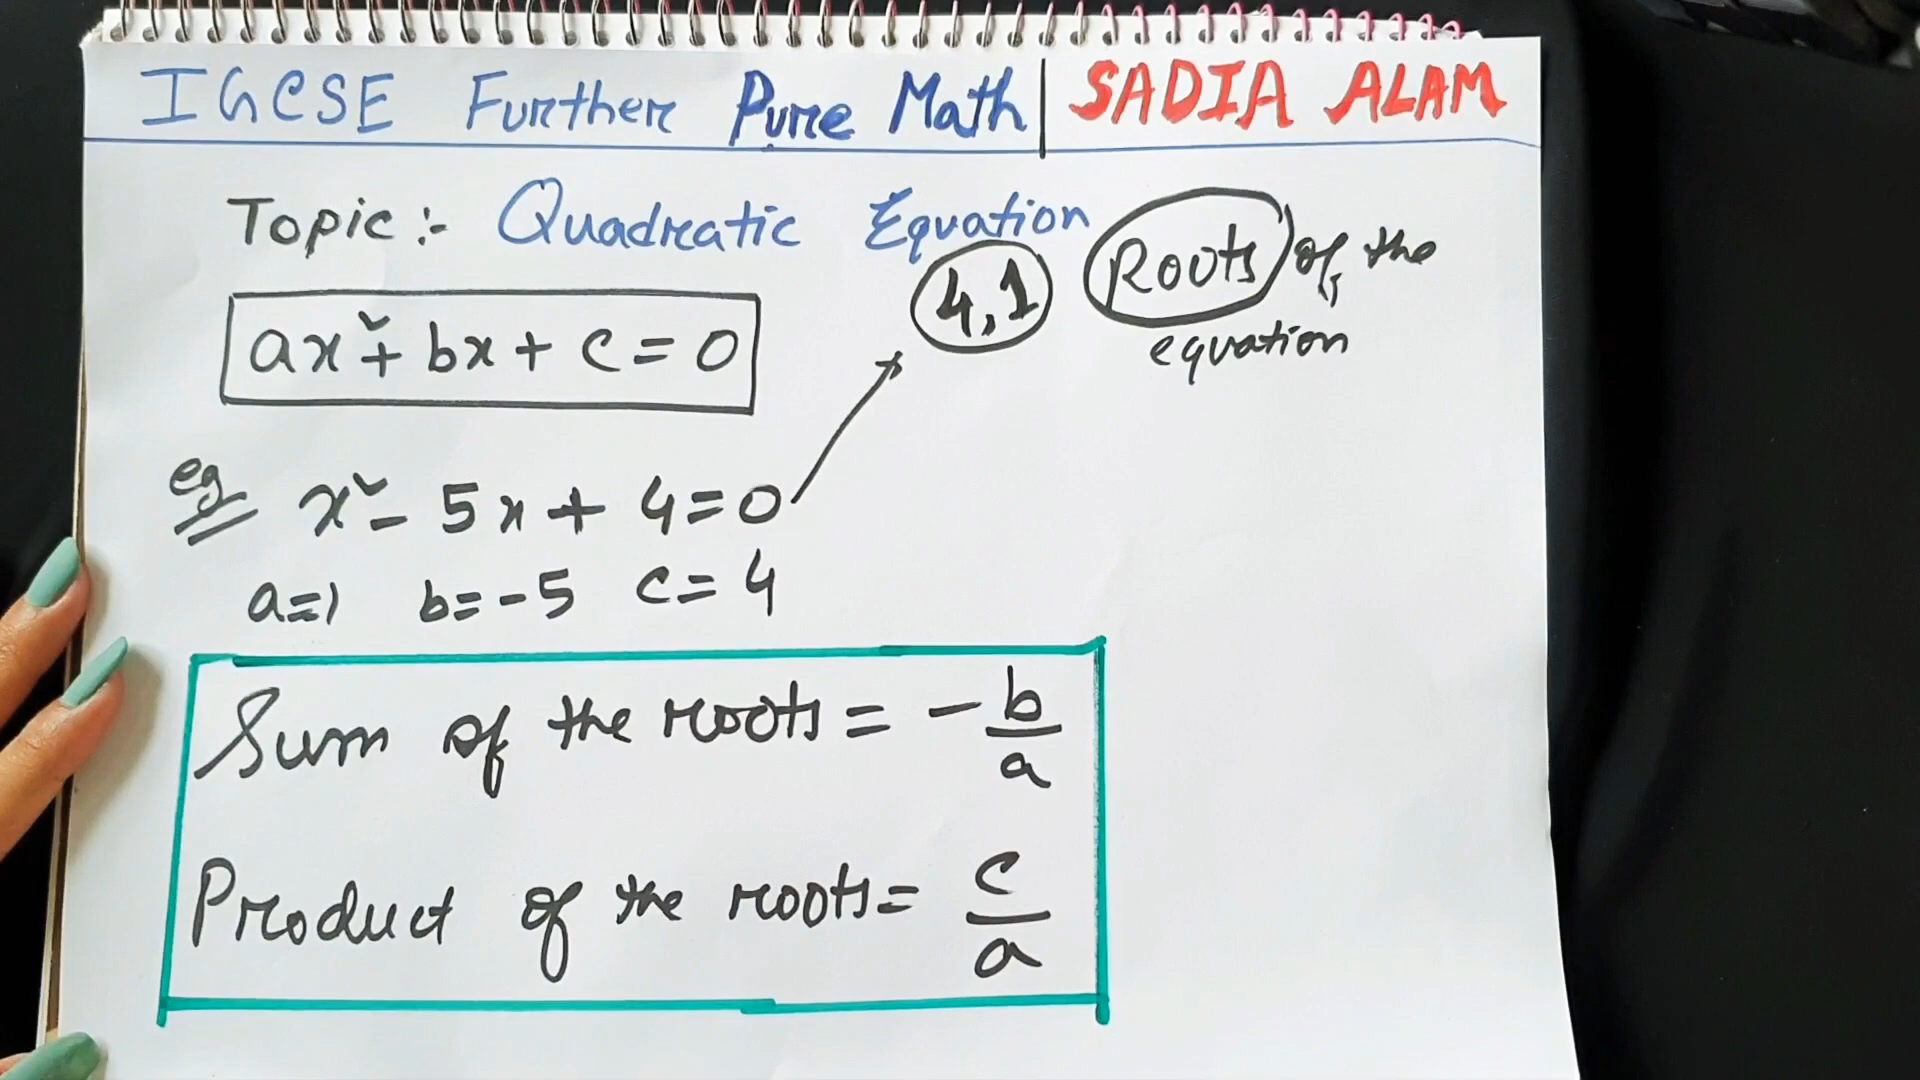 IGCSE Further Pure Math | SADIA ALAM
Topic :- Quadratic Equation
ax² + bx + c = 0
4, 1
Roots of the
equation
eg x² - 5x + 4 = 0
a=1 b=-5 c=4
Sum of the roots = - b/a
Product of the roots = c/a